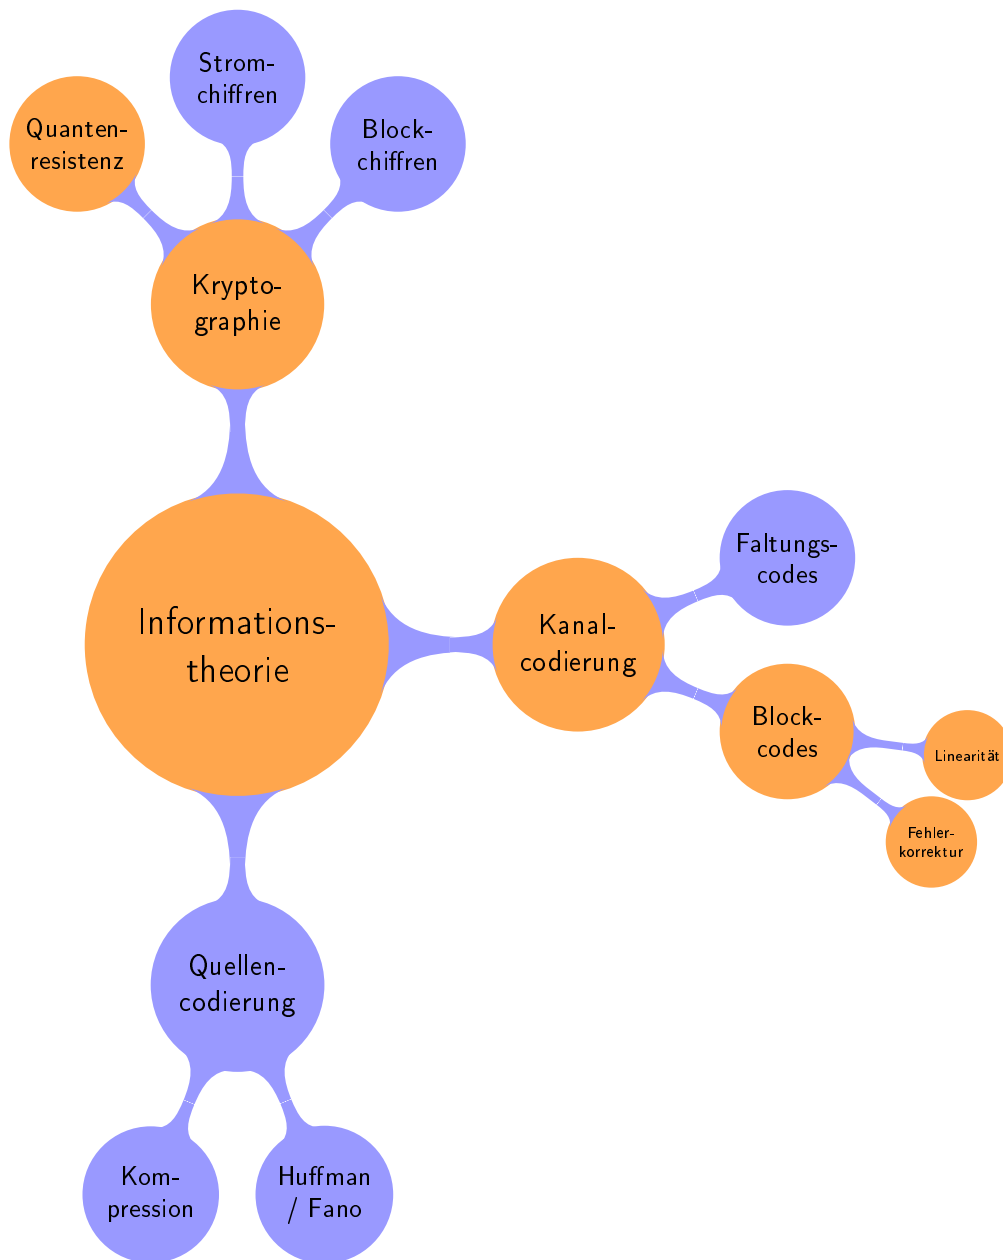 Strom-
chiffren
Quanten-
resistenz
Block-
chiffren
Krypto-
graphie
Informations-
theorie
Kanal-
codierung
Faltungs-
codes
Block-
codes
Linearität
Fehler-
korrektur
Quellen-
codierung
Kom-
pression
Huffman
/ Fano